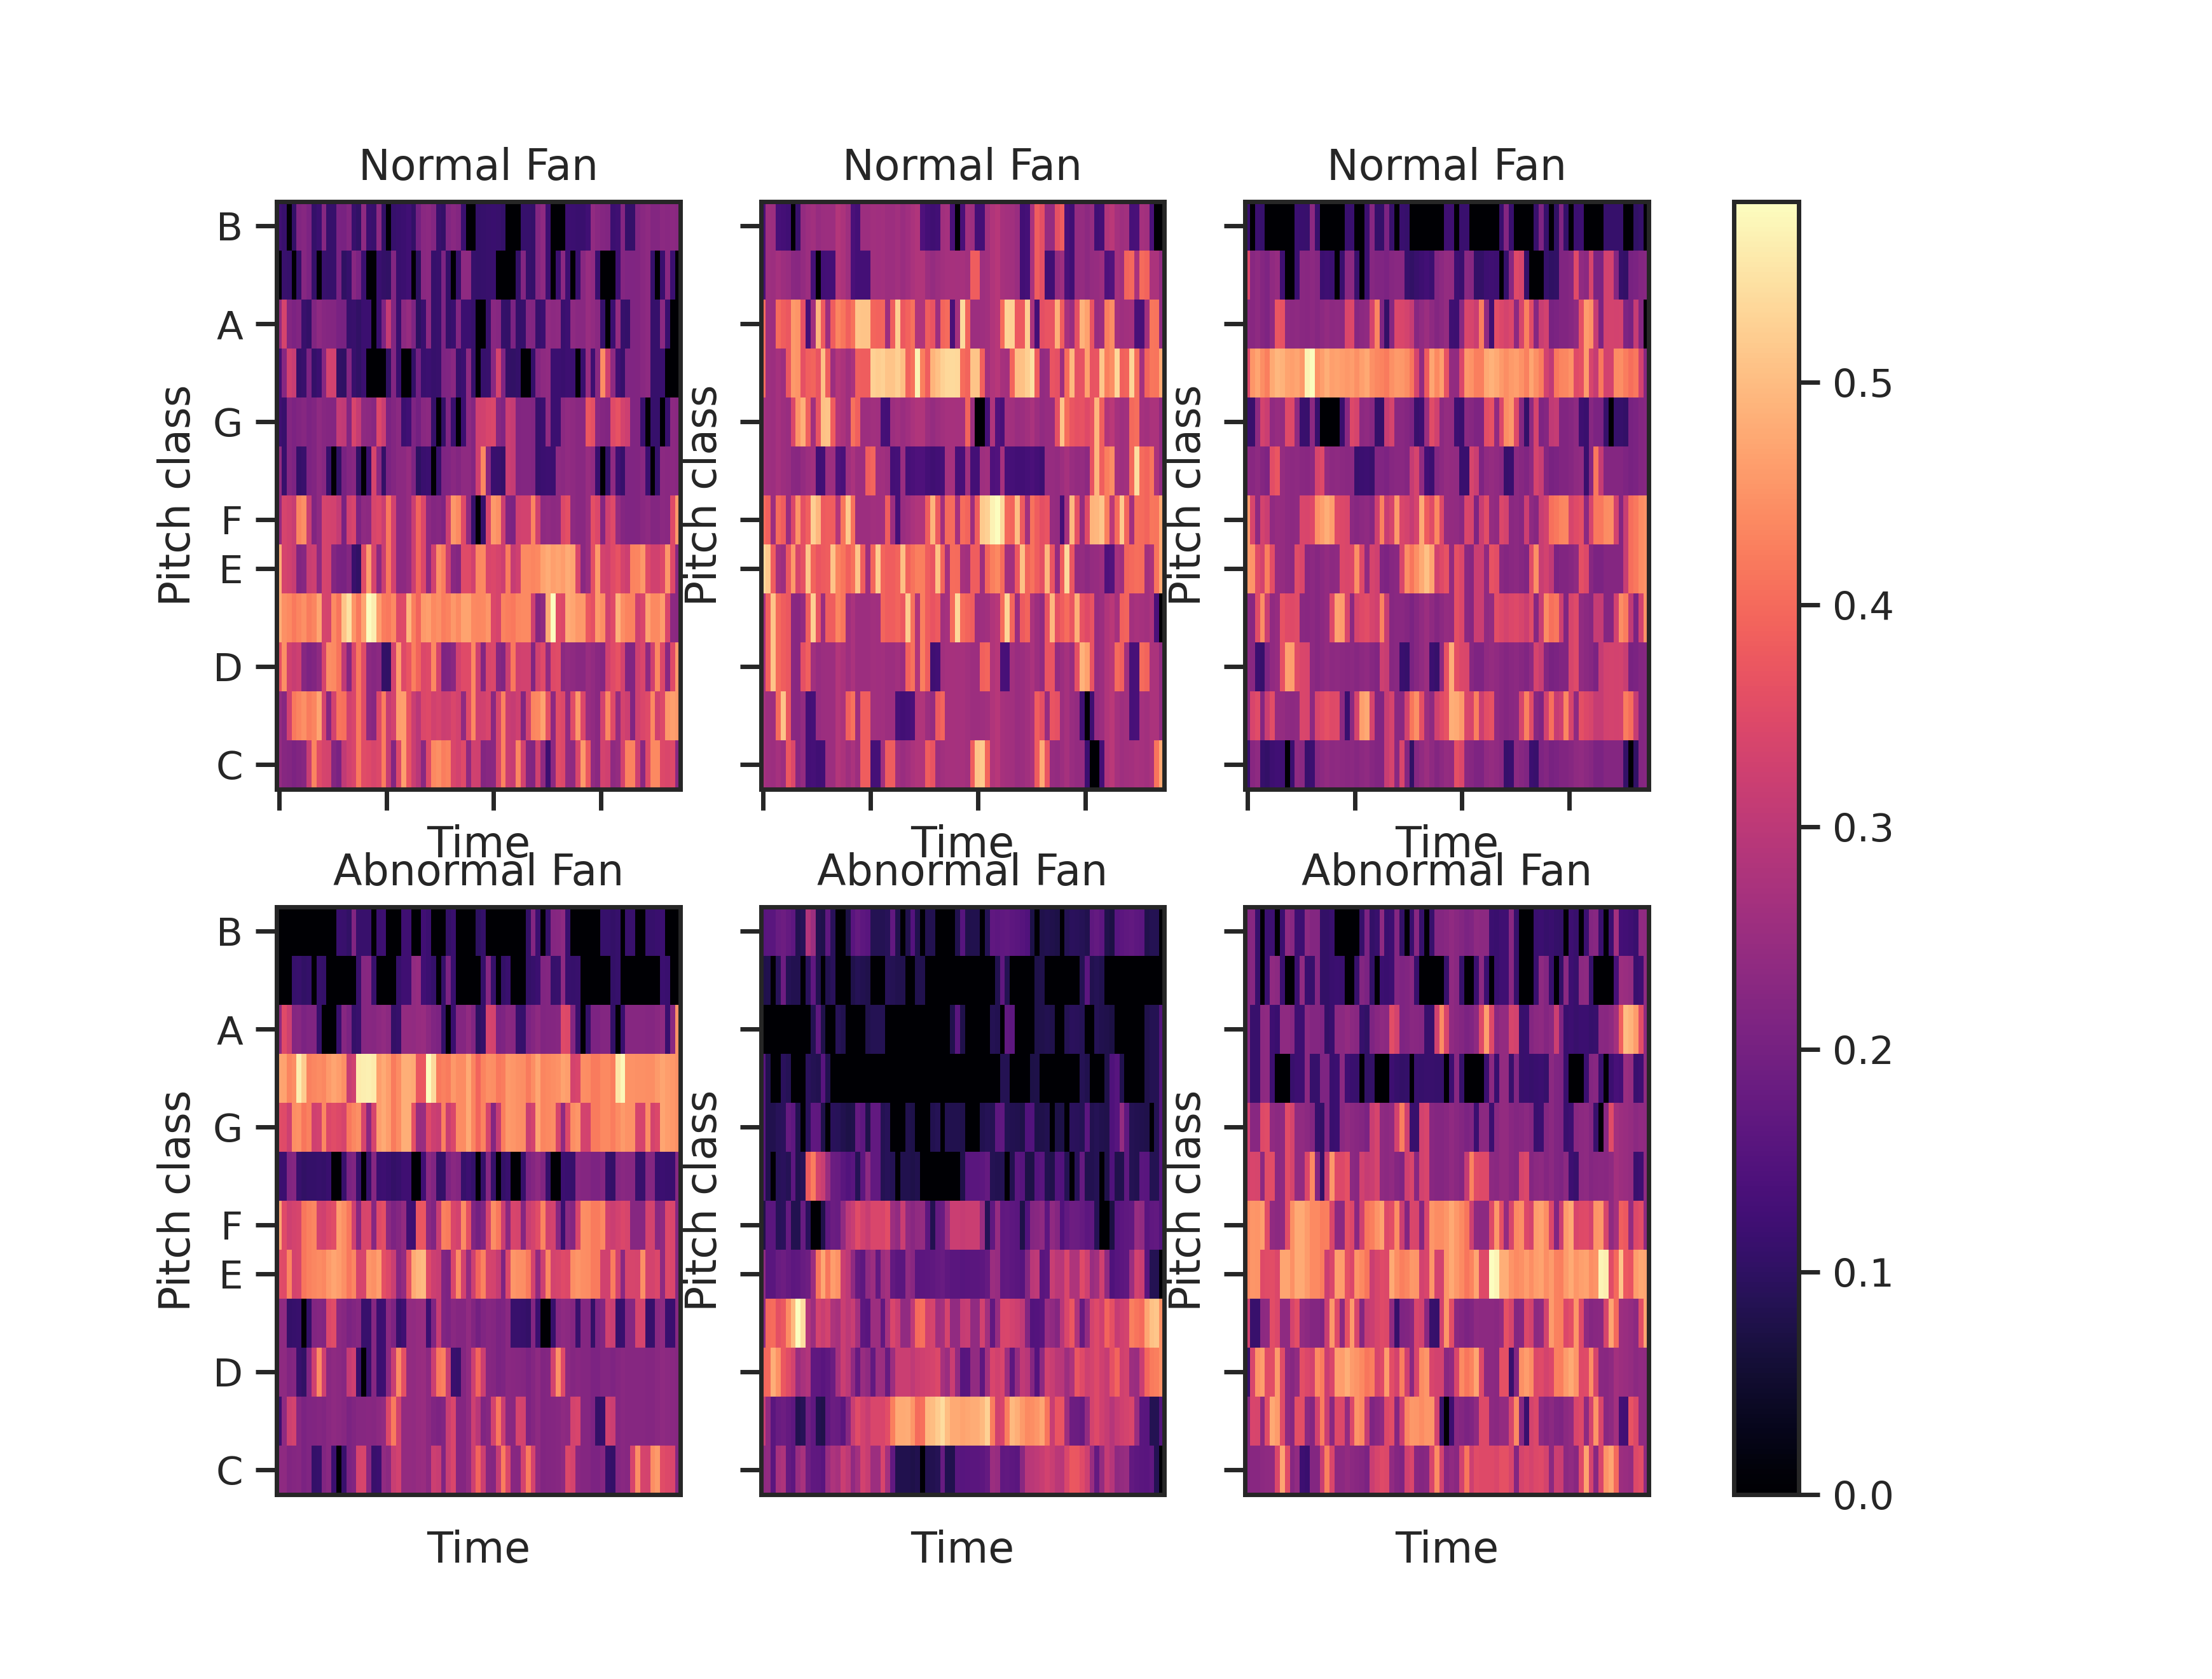 Normal Fan
Normal Fan
Normal Fan
B
A
G
F
E
D
C
Pitch class
Pitch class
Pitch class
Time
Time
Time
Abnormal Fan
Abnormal Fan
Abnormal Fan
B
A
G
F
E
D
C
Pitch class
Pitch class
Pitch class
Time
Time
Time
0.5
0.4
0.3
0.2
0.1
0.0